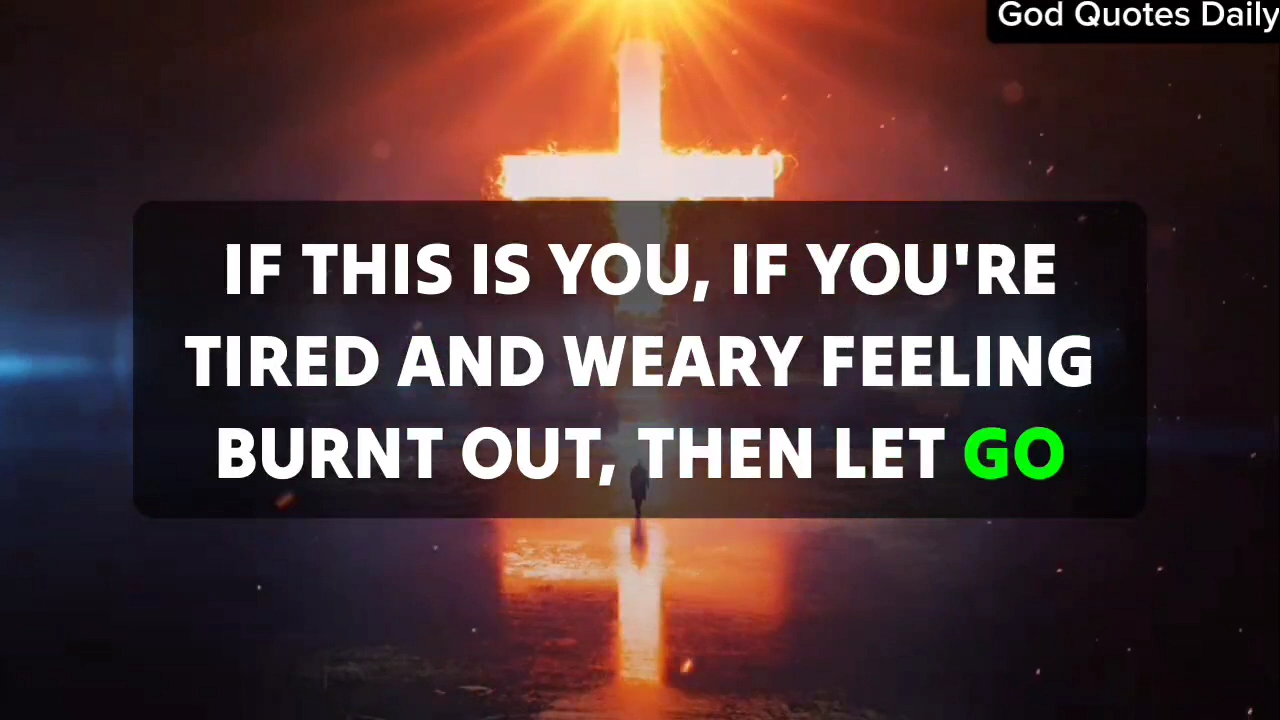 God Quotes Daily
IF THIS IS YOU, IF YOU'RE
TIRED AND WEARY FEELING
BURNT OUT, THEN LET GO